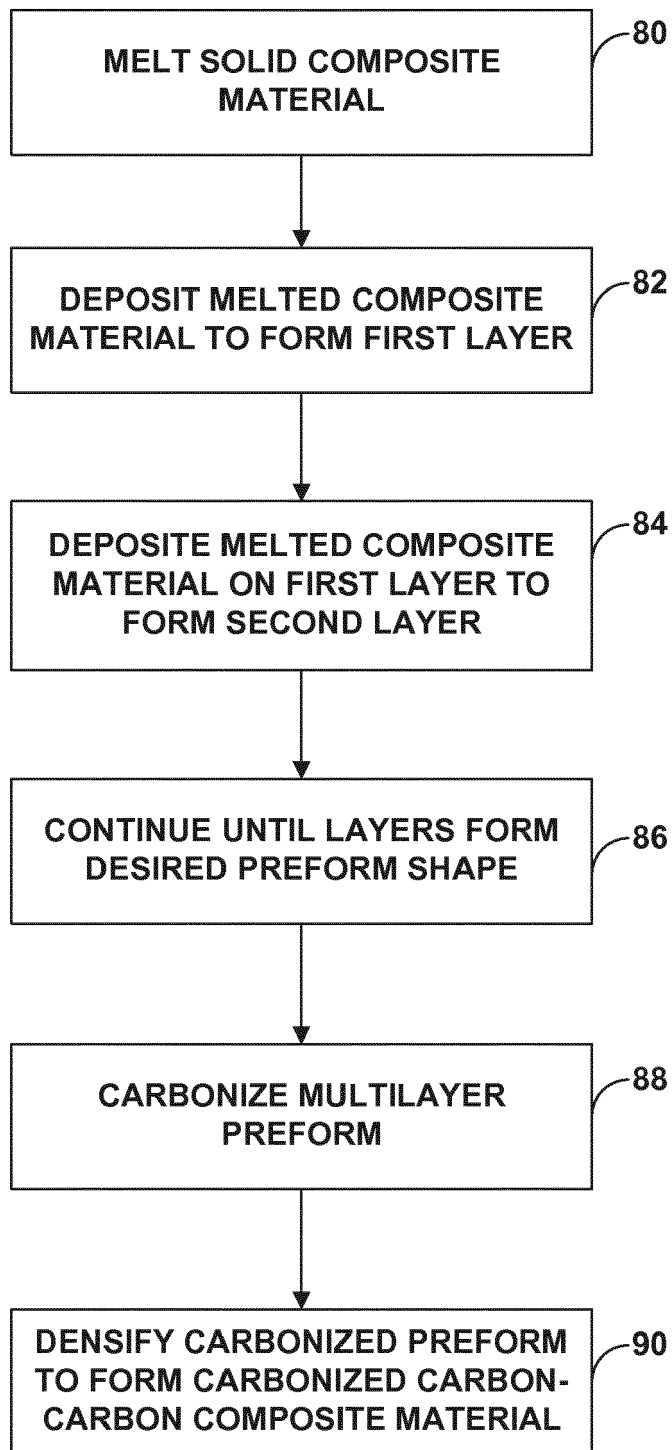 MELT SOLID COMPOSITE
MATERIAL
80
DEPOSIT MELTED COMPOSITE
MATERIAL TO FORM FIRST LAYER
82
DEPOSITE MELTED COMPOSITE
MATERIAL ON FIRST LAYER TO
FORM SECOND LAYER
84
CONTINUE UNTIL LAYERS FORM
DESIRED PREFORM SHAPE
86
CARBONIZE MULTILAYER
PREFORM
88
DENSIFY CARBONIZED PREFORM
TO FORM CARBONIZED CARBON-
CARBON COMPOSITE MATERIAL
90